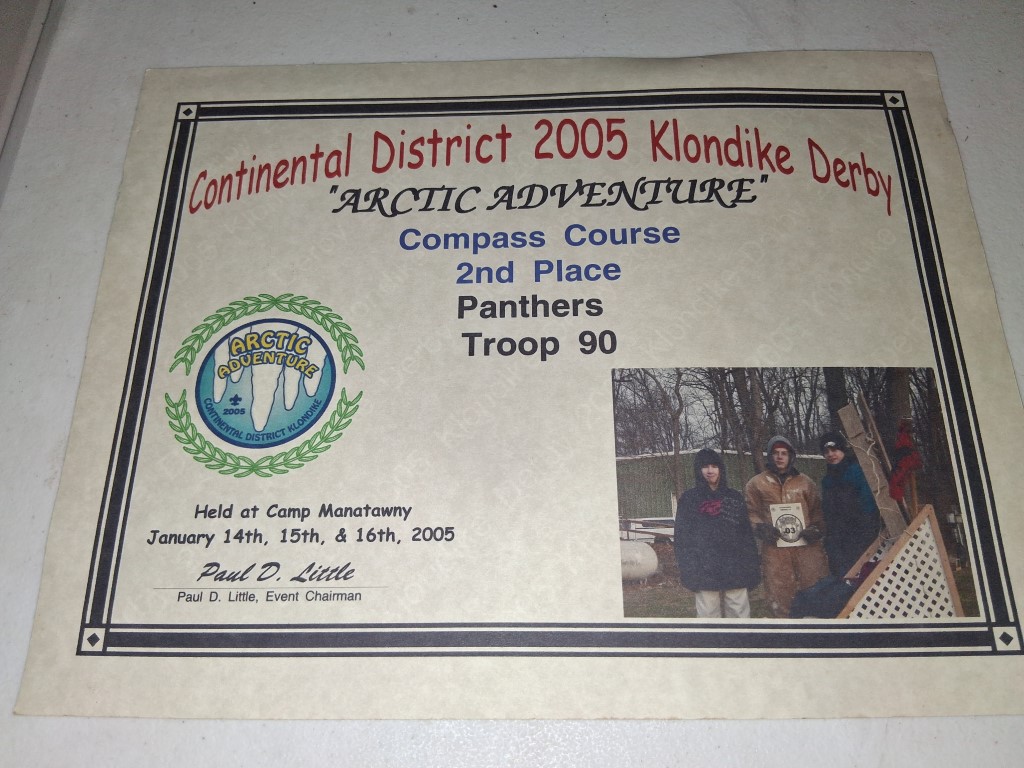 Continental District 2005 Klondike Derby
"ARCTIC ADVENTURE"
Compass Course
2nd Place
Panthers
Troop 90
ARCTIC
ADVENTURE
2005
CONTINENTAL DISTRICT KLONDIKE
Held at Camp Manatawny
January 14th, 15th, & 16th, 2005
Paul D. Little
Paul D. Little, Event Chairman
D3